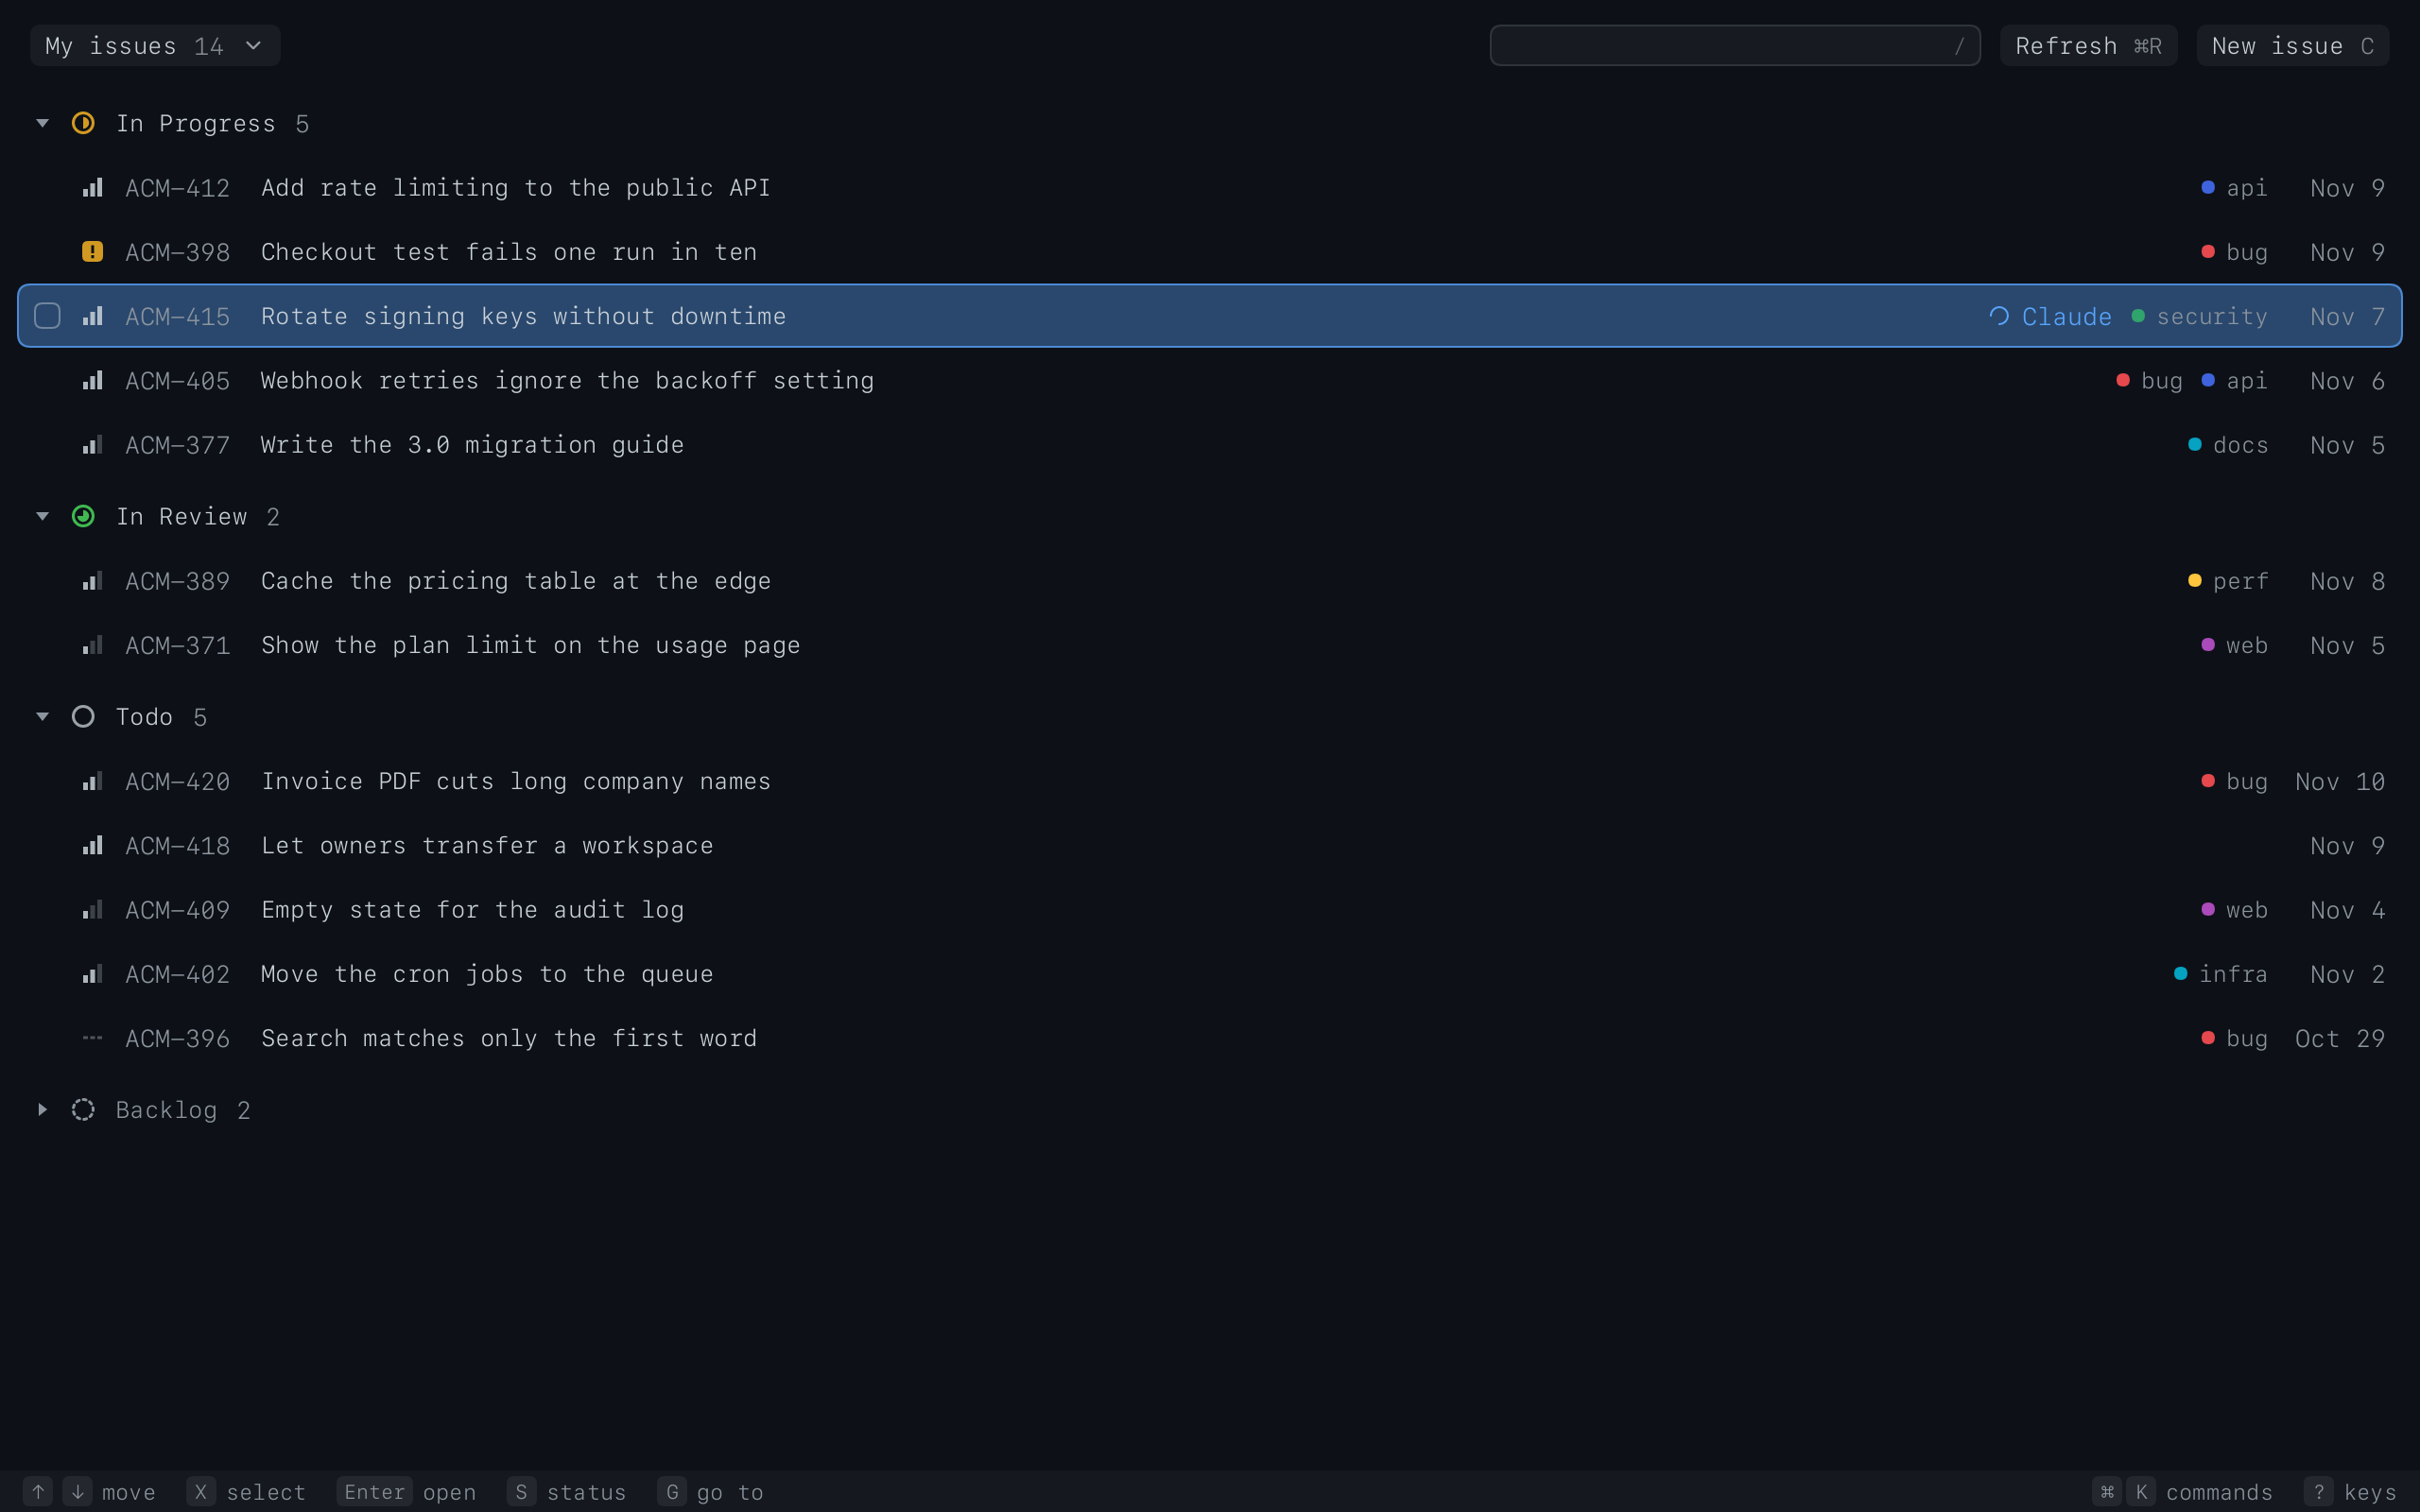 My issues 14 / Refresh ⌘R New issue C
In Progress 5
ACM-412 Add rate limiting to the public API api Nov 9
ACM-398 Checkout test fails one run in ten bug Nov 9
ACM-415 Rotate signing keys without downtime Claude security Nov 7
ACM-405 Webhook retries ignore the backoff setting bug api Nov 6
ACM-377 Write the 3.0 migration guide docs Nov 5
In Review 2
ACM-389 Cache the pricing table at the edge perf Nov 8
ACM-371 Show the plan limit on the usage page web Nov 5
Todo 5
ACM-420 Invoice PDF cuts long company names bug Nov 10
ACM-418 Let owners transfer a workspace Nov 9
ACM-409 Empty state for the audit log web Nov 4
ACM-402 Move the cron jobs to the queue infra Nov 2
ACM-396 Search matches only the first word bug Oct 29
Backlog 2
↑ ↓ move X select Enter open S status G go to ⌘ K commands ? keys